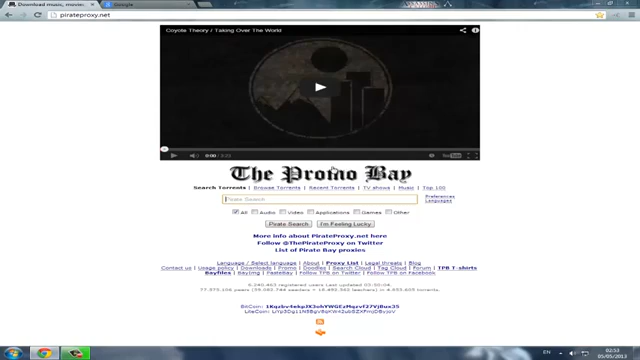 Download music, movies,
Google
pirateproxy.net
Coyote Theory / Taking Over The World
0:00 /
The Promo Bay
Search Torrents | Browse Torrents | Recent Torrents | TV shows | Music | Top 100
Pirate Search
Preferences
Languages
All Audio Video Applications Games Other
Pirate Search I'm Feeling Lucky
More info about PirateProxy.net here
Follow @ThePirateProxy on Twitter
List of Pirate Bay proxies
Language / Select language | About | Proxy List | Legal threats | Blog
Contact us | Usage policy | Downloads | Promo | Doodles | Search Cloud | Tag Cloud | Forum | TPB T-shirts
Bayfiles | BayImg | PasteBay | Follow TPB on Twitter | Follow TPB on Facebook
EN
02:33
05/05/2013